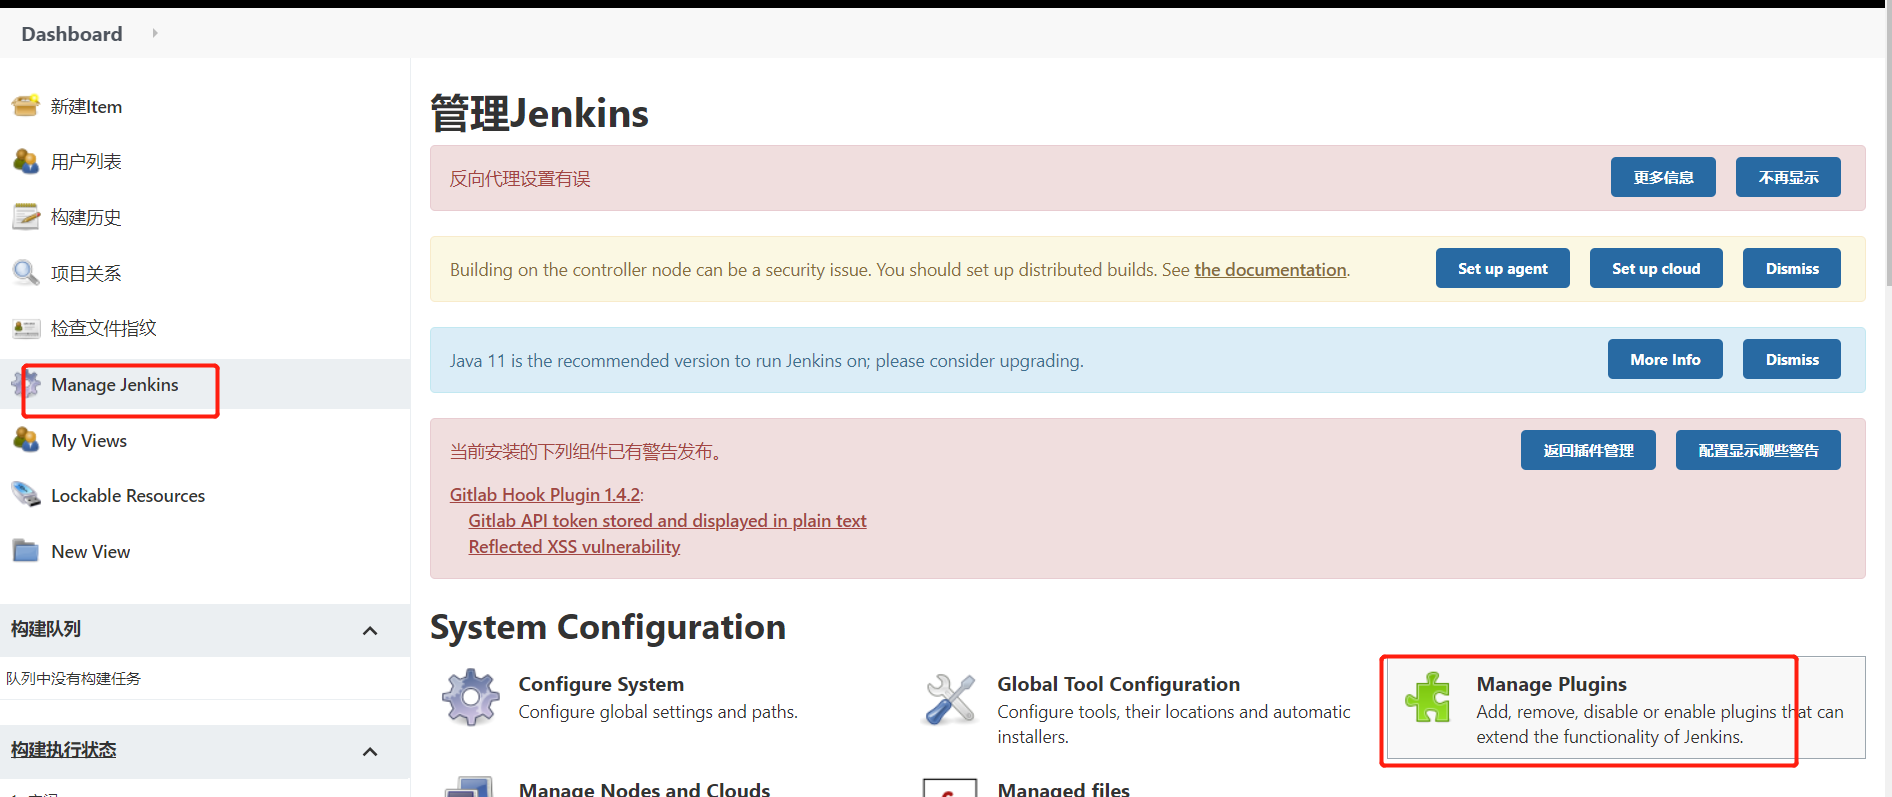 Dashboard
新建Item
用户列表
构建历史
项目关系
检查文件指纹
Manage Jenkins
My Views
Lockable Resources
New View
构建队列
队列中没有构建任务
构建执行状态
管理Jenkins
反向代理设置有误
更多信息
不再显示
Building on the controller node can be a security issue. You should set up distributed builds. See the documentation.
Set up agent
Set up cloud
Dismiss
Java 11 is the recommended version to run Jenkins on; please consider upgrading.
More Info
Dismiss
当前安装的下列组件已有警告发布。
返回插件管理
配置显示哪些警告
Gitlab Hook Plugin 1.4.2:
Gitlab API token stored and displayed in plain text
Reflected XSS vulnerability
System Configuration
Configure System
Configure global settings and paths.
Global Tool Configuration
Configure tools, their locations and automatic
installers.
Manage Plugins
Add, remove, disable or enable plugins that can
extend the functionality of Jenkins.
Manage Nodes and Clouds
Managed files